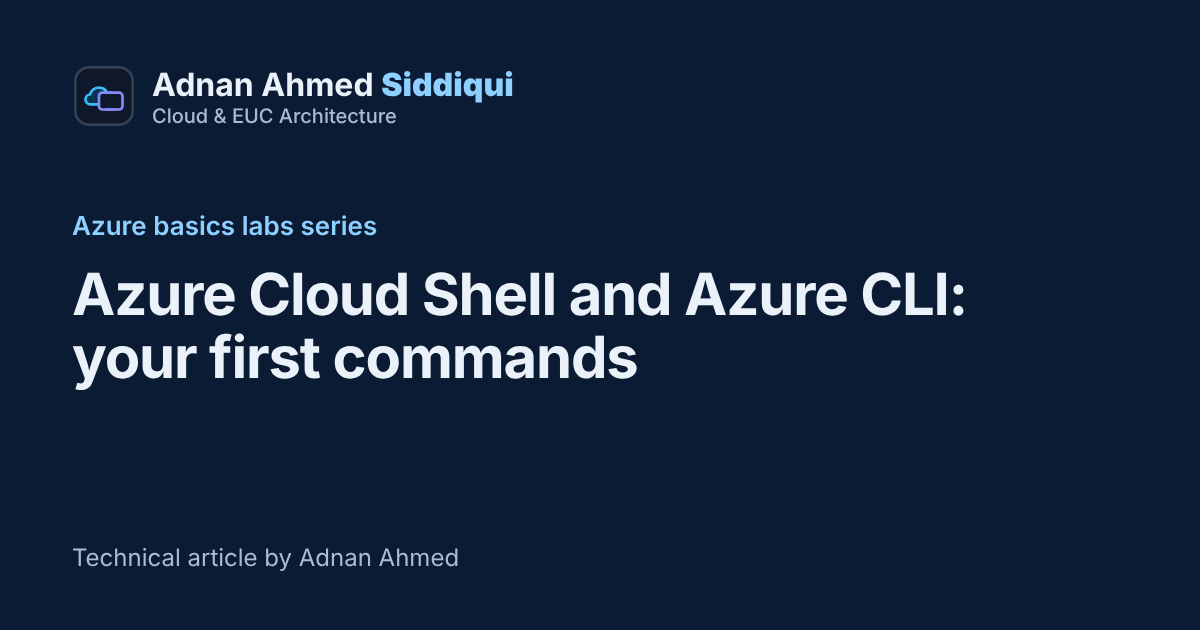 Adnan Ahmed Siddiqui
Cloud & EUC Architecture
Azure basics labs series
Azure Cloud Shell and Azure CLI:
your first commands
Technical article by Adnan Ahmed